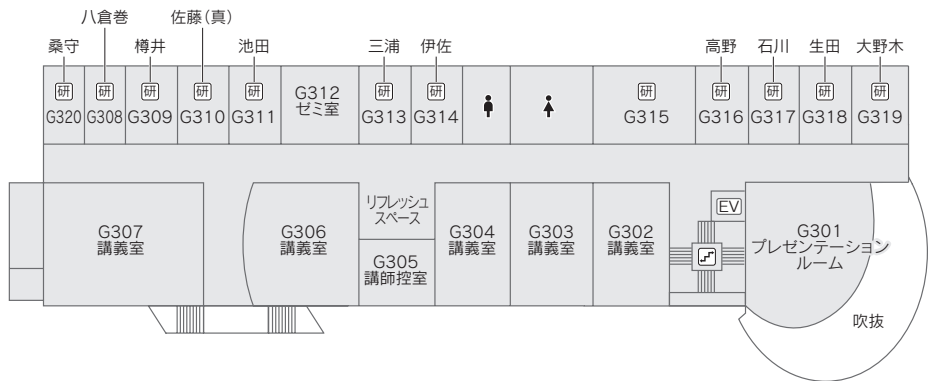 八倉巻 佐藤(真)
桑守 樽井 池田 三浦 伊佐 高野 石川 生田 大野木
研 研 研 研 研 研 研 研 研 研 研 研
G320 G308 G309 G310 G311 G312 G313 G314 G315 G316 G317 G318 G319
ゼミ室
リフレッシュ
スペース
EV
G307
講義室
G306
講義室
G305
講師控室
G304
講義室
G303
講義室
G302
講義室
G301
プレゼンテーション
ルーム
吹抜